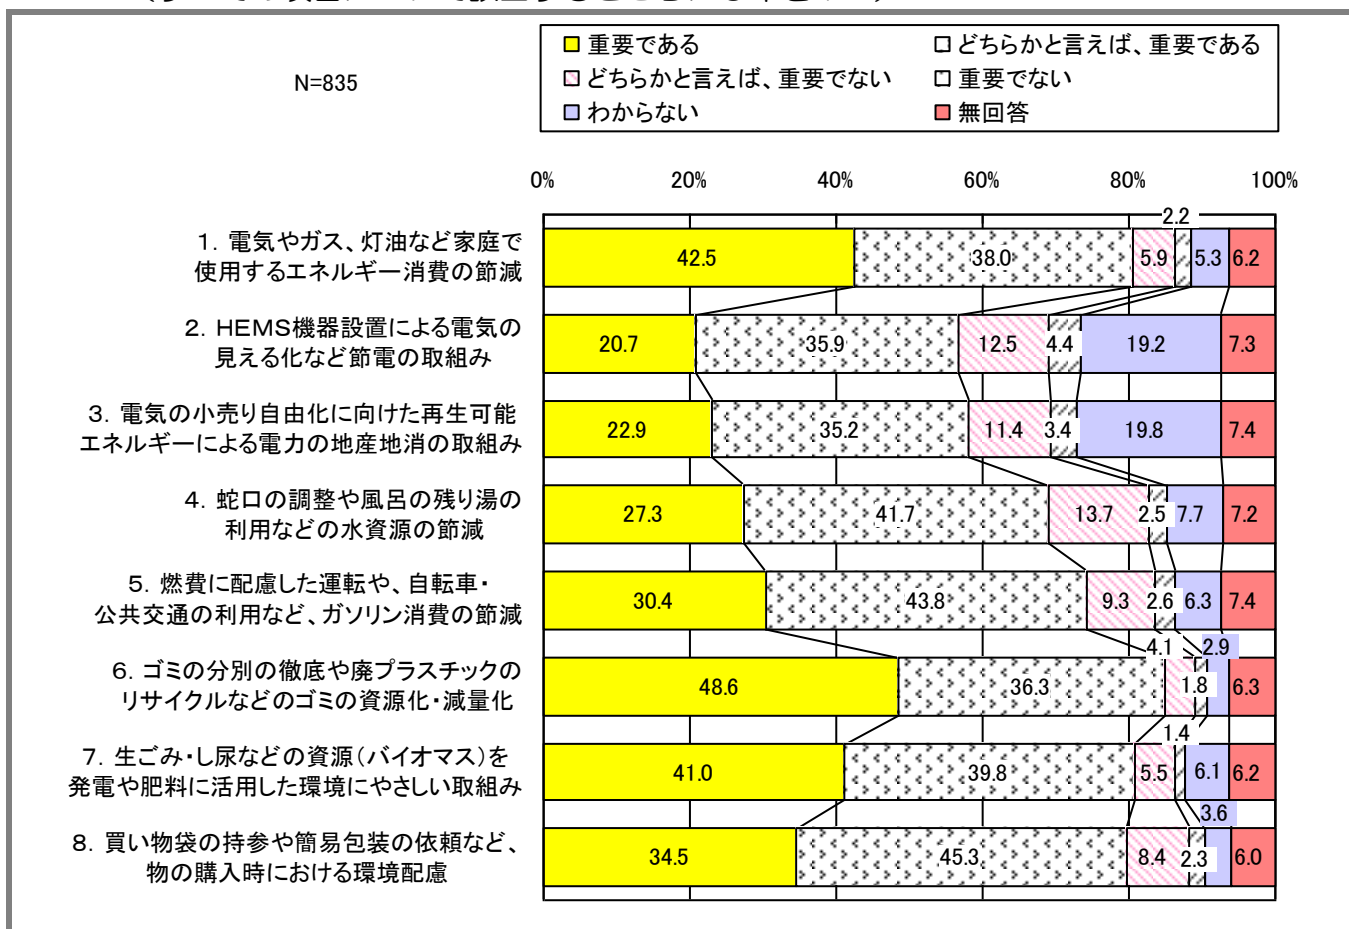 N=835
重要である
どちらかと言えば、重要である
どちらかと言えば、重要でない
重要でない
わからない
無回答
0% 20% 40% 60% 80% 100%
2.2
1. 電気やガス、灯油など家庭で
使用するエネルギー消費の節減
42.5 38.0 5.9 5.3 6.2
2. HEMS機器設置による電気の
見える化など節電の取組み
20.7 35.9 12.5 4.4 19.2 7.3
3. 電気の小売り自由化に向けた再生可能
エネルギーによる電力の地産地消の取組み
22.9 35.2 11.4 3.4 19.8 7.4
4. 蛇口の調整や風呂の残り湯の
利用などの水資源の節減
27.3 41.7 13.7 2.5 7.7 7.2
5. 燃費に配慮した運転や、自転車・
公共交通の利用など、ガソリン消費の節減
30.4 43.8 9.3 2.6 6.3 7.4
4.1 2.9
6. ゴミの分別の徹底や廃プラスチックの
リサイクルなどのゴミの資源化・減量化
48.6 36.3 1.8 6.3
1.4
7. 生ごみ・し尿などの資源(バイオマス)を
発電や肥料に活用した環境にやさしい取組み
41.0 39.8 5.5 6.1 6.2
3.6
8. 買い物袋の持参や簡易包装の依頼など、
物の購入時における環境配慮
34.5 45.3 8.4 2.3 6.0